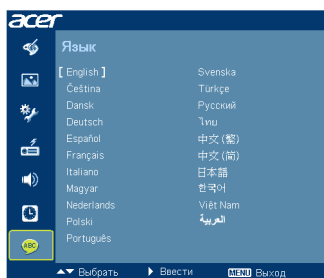 acer
Язык
[ English ] Svenska
Čeština Türkçe
Dansk Русский
Deutsch ไทย
Español 中文 (繁)
Français 中文 (简)
Italiano 日本語
Magyar 한국어
Nederlands Việt Nam
Polski العربية
Português
ABC
▲▼ Выбрать ▶ Ввести MENU Выход